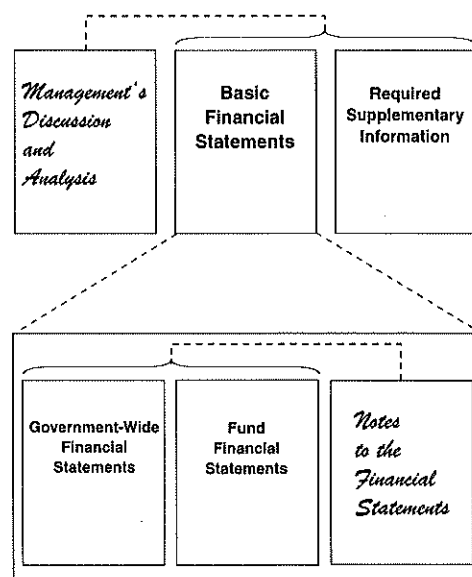 Management's
Discussion
and
Analysis
Basic
Financial
Statements
Required
Supplementary
Information
Government-Wide
Financial
Statements
Fund
Financial
Statements
Notes
to the
Financial
Statements